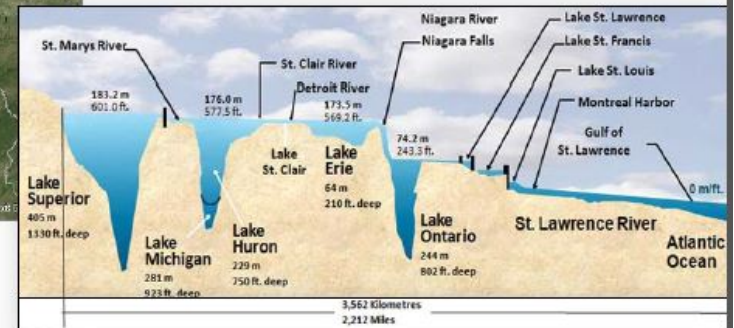 Niagara River
Niagara Falls
Lake St. Lawrence
Lake St. Francis
Lake St. Louis
Montreal Harbor
Gulf of
St. Lawrence
St. Marys River
St. Clair River
Detroit River
183.2 m
601.0 ft.
176.0 m
577.5 ft.
173.5 m
569.2 ft.
74.2 m
243.3 ft.
0 m/ft.
Lake
Superior
405 m
1330 ft. deep
Lake
Michigan
281 m
923 ft. deep
Lake
Huron
229 m
750 ft. deep
Lake
St. Clair
Lake
Erie
64 m
210 ft. deep
Lake
Ontario
244 m
802 ft. deep
St. Lawrence River
Atlantic
Ocean
3,562 Kilometres
2,212 Miles